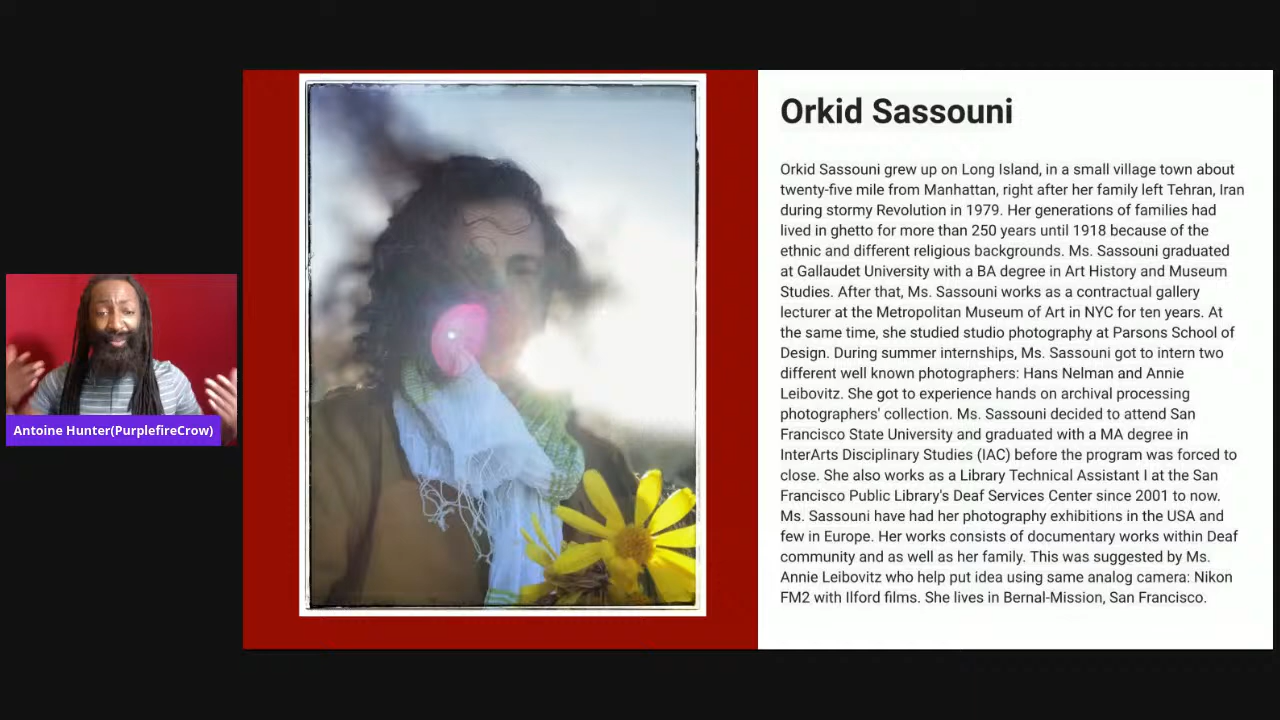 Orkid Sassouni
Orkid Sassouni grew up on Long Island, in a small village town about
twenty-five mile from Manhattan, right after her family left Tehran, Iran
during stormy Revolution in 1979. Her generations of families had
lived in ghetto for more than 250 years until 1918 because of the
ethnic and different religious backgrounds. Ms. Sassouni graduated
at Gallaudet University with a BA degree in Art History and Museum
Studies. After that, Ms. Sassouni works as a contractual gallery
lecturer at the Metropolitan Museum of Art in NYC for ten years. At
the same time, she studied studio photography at Parsons School of
Design. During summer internships, Ms. Sassouni got to intern two
different well known photographers: Hans Nelman and Annie
Leibovitz. She got to experience hands on archival processing
photographers' collection. Ms. Sassouni decided to attend San
Francisco State University and graduated with a MA degree in
InterArts Disciplinary Studies (IAC) before the program was forced to
close. She also works as a Library Technical Assistant I at the San
Francisco Public Library's Deaf Services Center since 2001 to now.
Ms. Sassouni have had her photography exhibitions in the USA and
few in Europe. Her works consists of documentary works within Deaf
community and as well as her family. This was suggested by Ms.
Annie Leibovitz who help put idea using same analog camera: Nikon
FM2 with Ilford films. She lives in Bernal-Mission, San Francisco.
Antoine Hunter(PurplefireCrow)